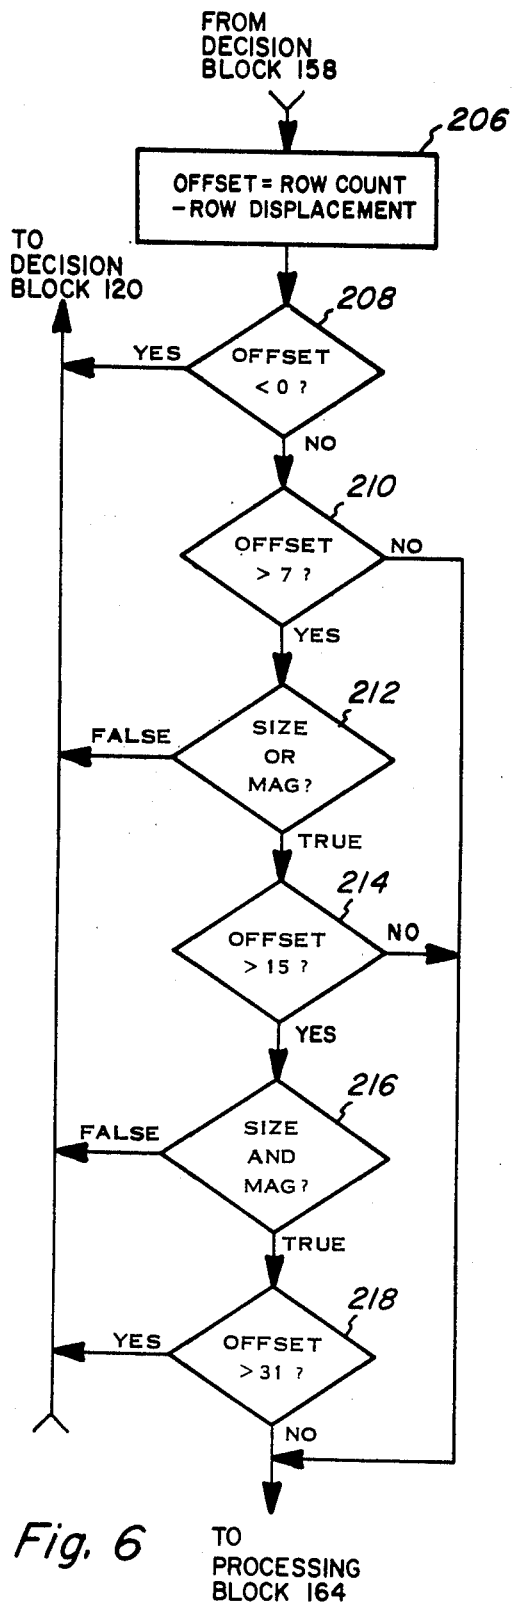 FROM
DECISION
BLOCK 158
206
OFFSET = ROW COUNT
- ROW DISPLACEMENT
TO
DECISION
BLOCK 120
208
YES
OFFSET
< 0 ?
NO
210
OFFSET
> 7 ?
NO
YES
212
FALSE
SIZE
OR
MAG?
TRUE
214
OFFSET
> 15 ?
NO
YES
216
FALSE
SIZE
AND
MAG?
TRUE
218
YES
OFFSET
> 31 ?
NO
Fig. 6
TO
PROCESSING
BLOCK 164